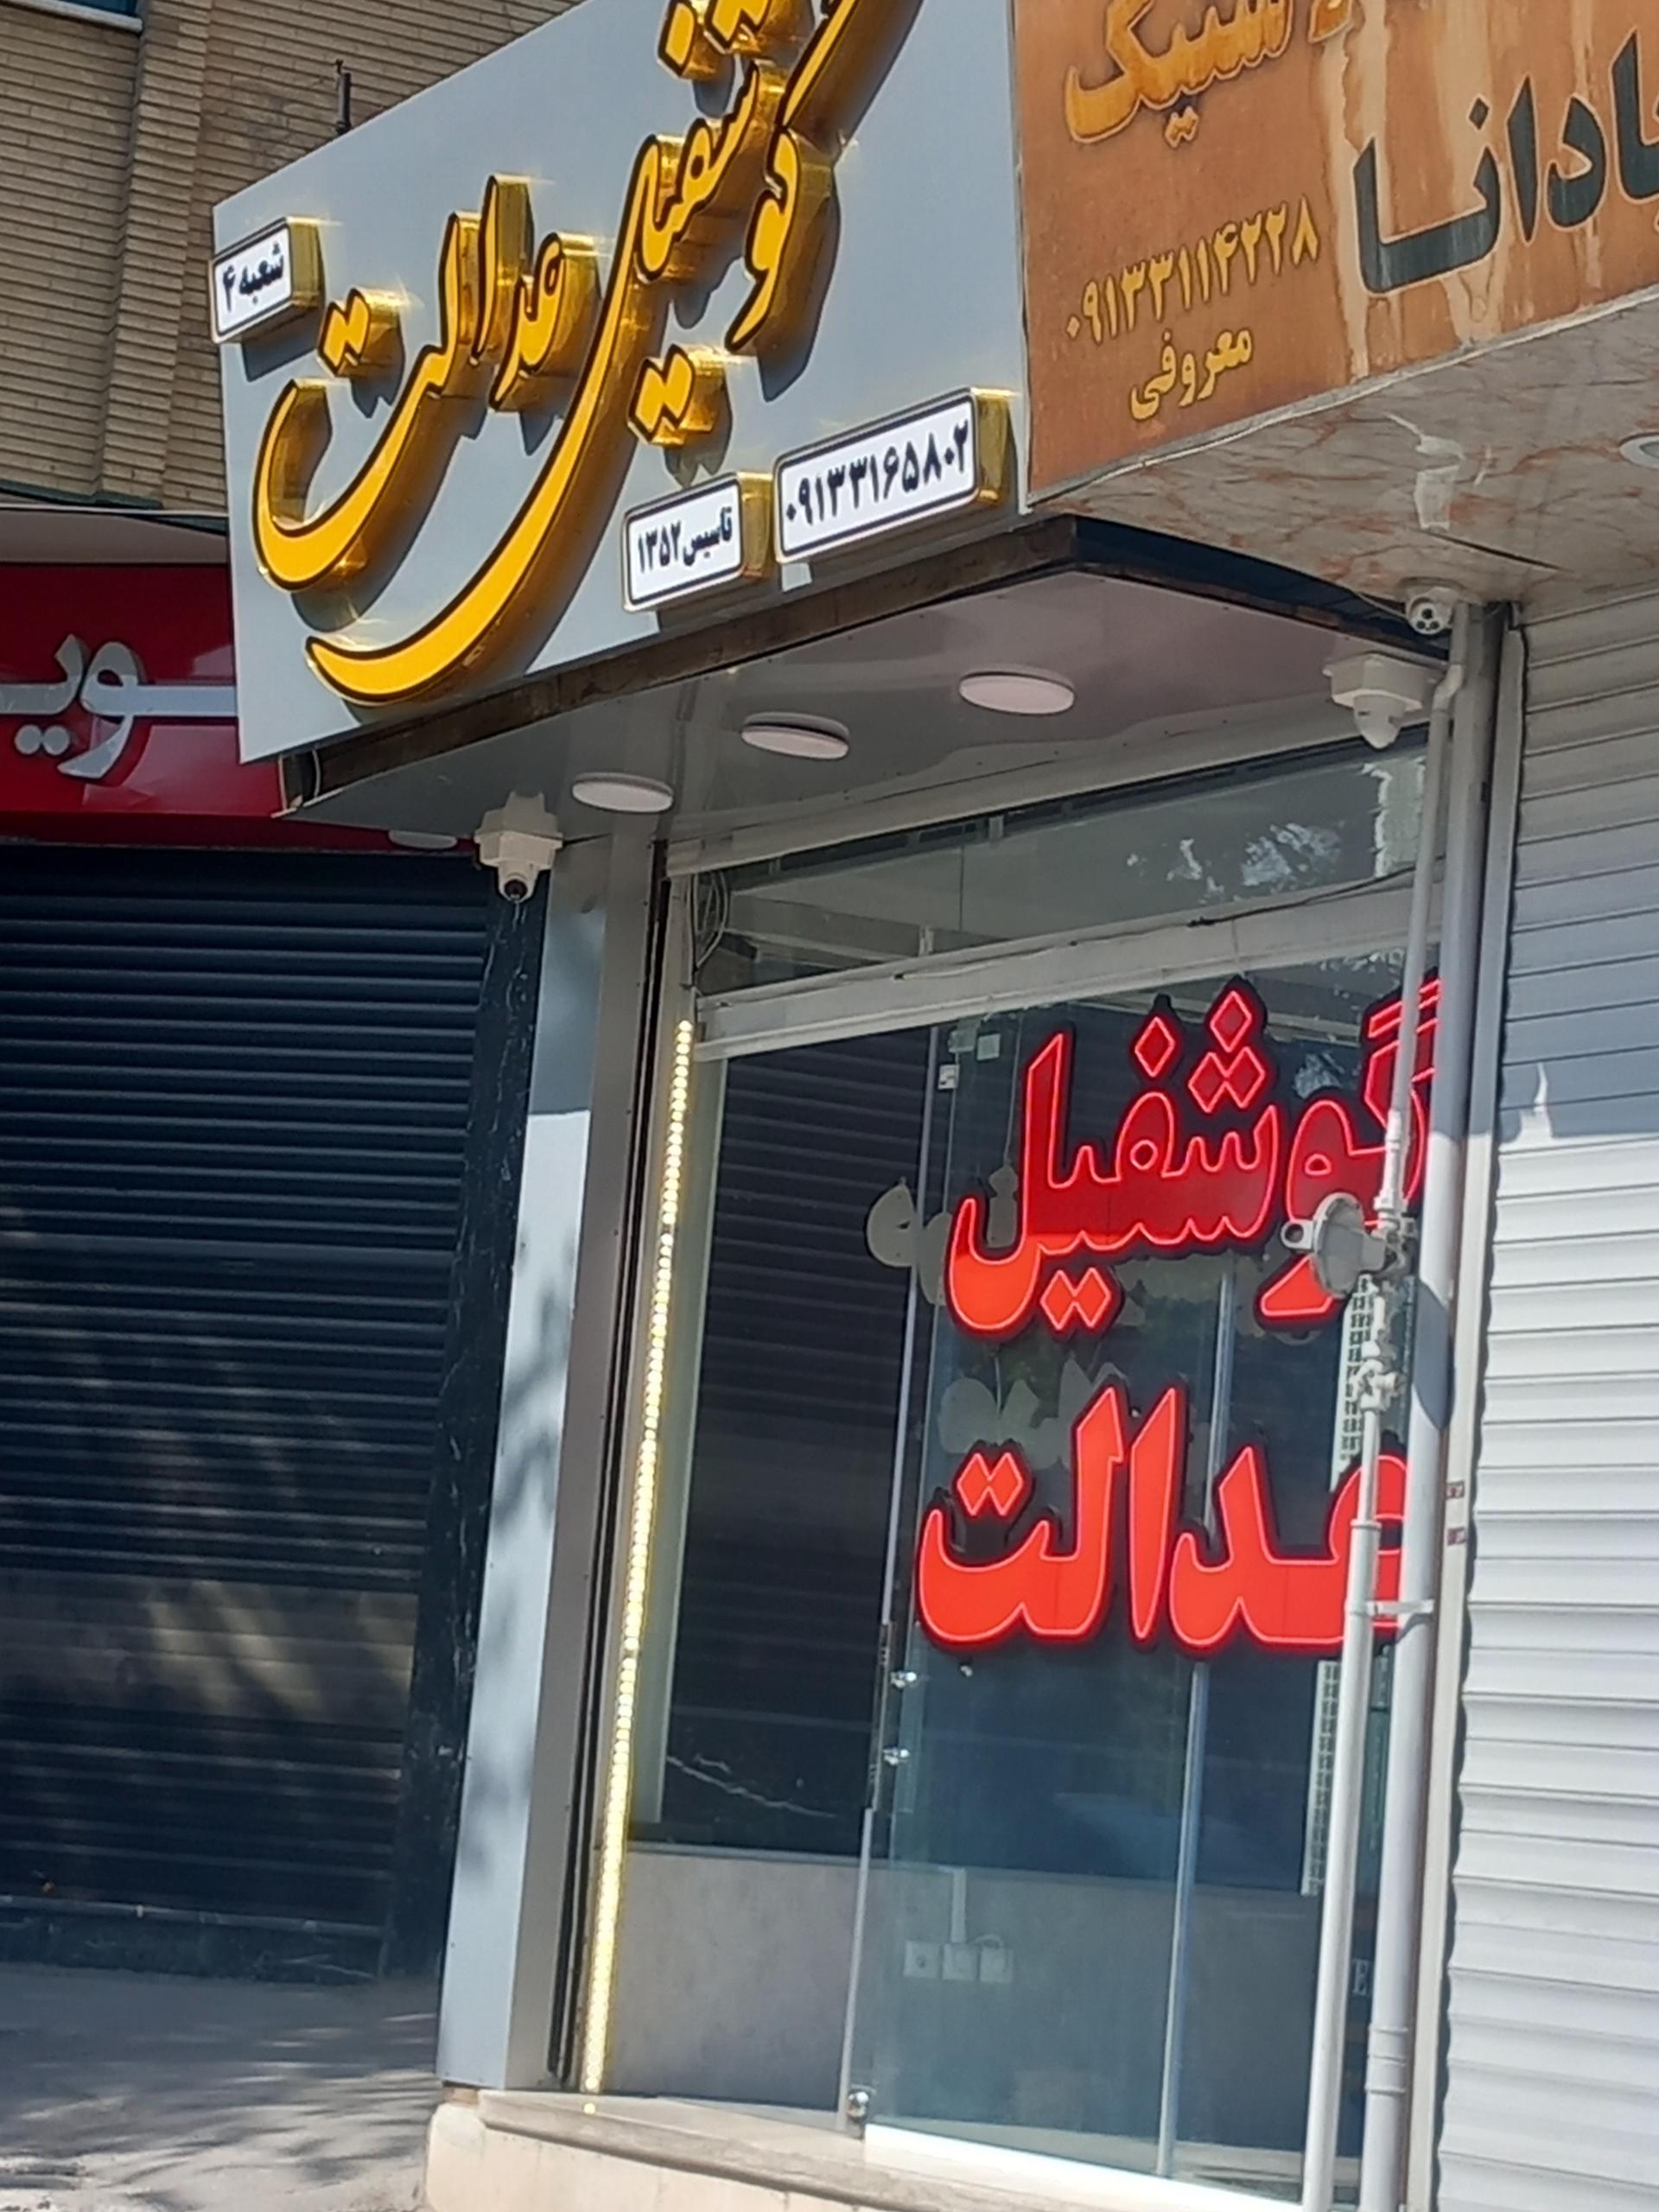 گوشفیل عدالت
شعبه ۴
تاسیس ۱۳۵۲
۰۹۱۳۳۱۶۵۸۰۲
۰۹۱۳۳۱۱۴۲۲۸
معروفی
گوشفیل
عدالت